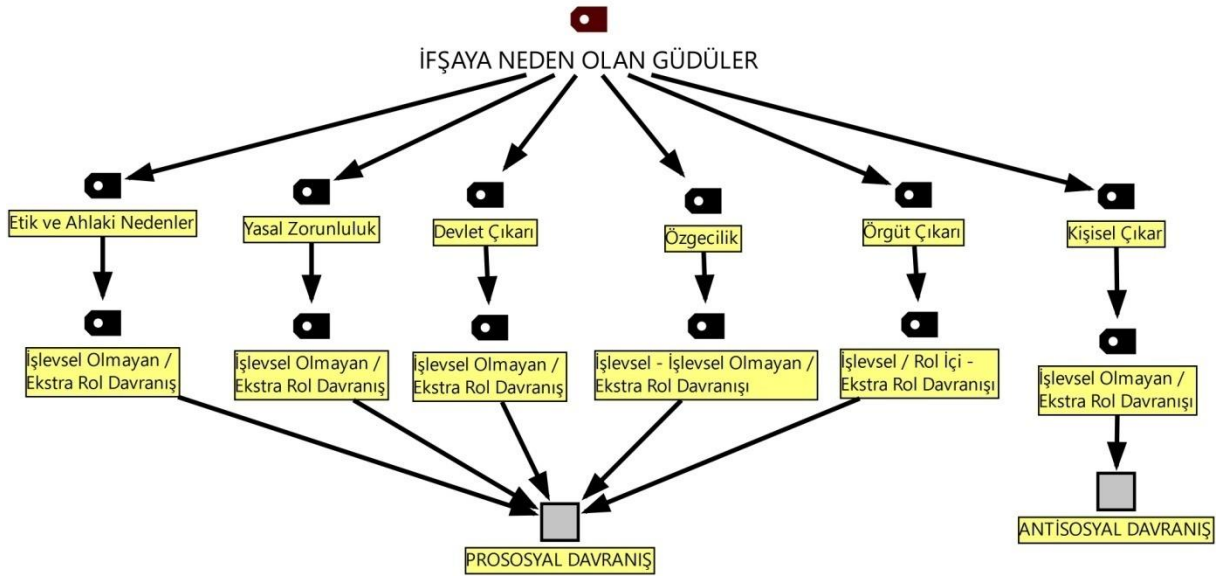 İFŞAYA NEDEN OLAN GÜDÜLER
Etik ve Ahlaki Nedenler
Yasal Zorunluluk
Devlet Çıkarı
Özgecilik
Örgüt Çıkarı
Kişisel Çıkar
İşlevsel Olmayan /
Ekstra Rol Davranış
İşlevsel Olmayan /
Ekstra Rol Davranış
İşlevsel Olmayan /
Ekstra Rol Davranış
İşlevsel - İşlevsel Olmayan /
Ekstra Rol Davranışı
İşlevsel / Rol İçi -
Ekstra Rol Davranışı
İşlevsel Olmayan /
Ekstra Rol Davranışı
PROSOSYAL DAVRANIŞ
ANTİSOSYAL DAVRANIŞ